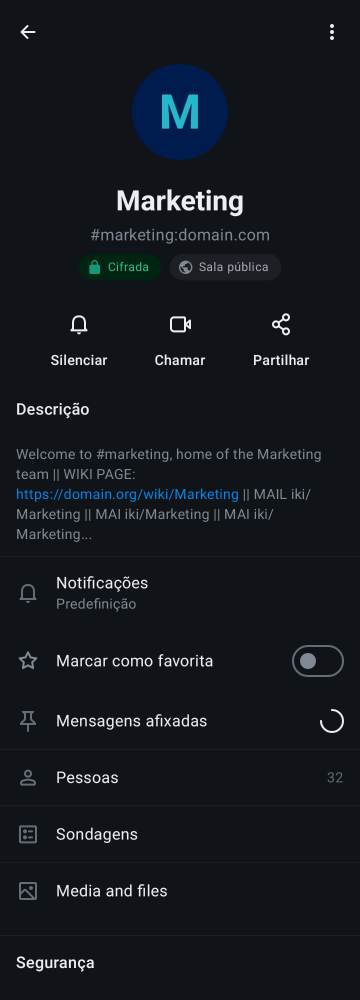 M
Marketing
#marketing:domain.com
Cifrada
Sala pública
Silenciar
Chamar
Partilhar
Descrição
Welcome to #marketing, home of the Marketing
team || WIKI PAGE:
https://domain.org/wiki/Marketing || MAIL iki/
Marketing || MAI iki/Marketing || MAI iki/
Marketing...
Notificações
Predefinição
Marcar como favorita
Mensagens afixadas
Pessoas
32
Sondagens
Media and files
Segurança